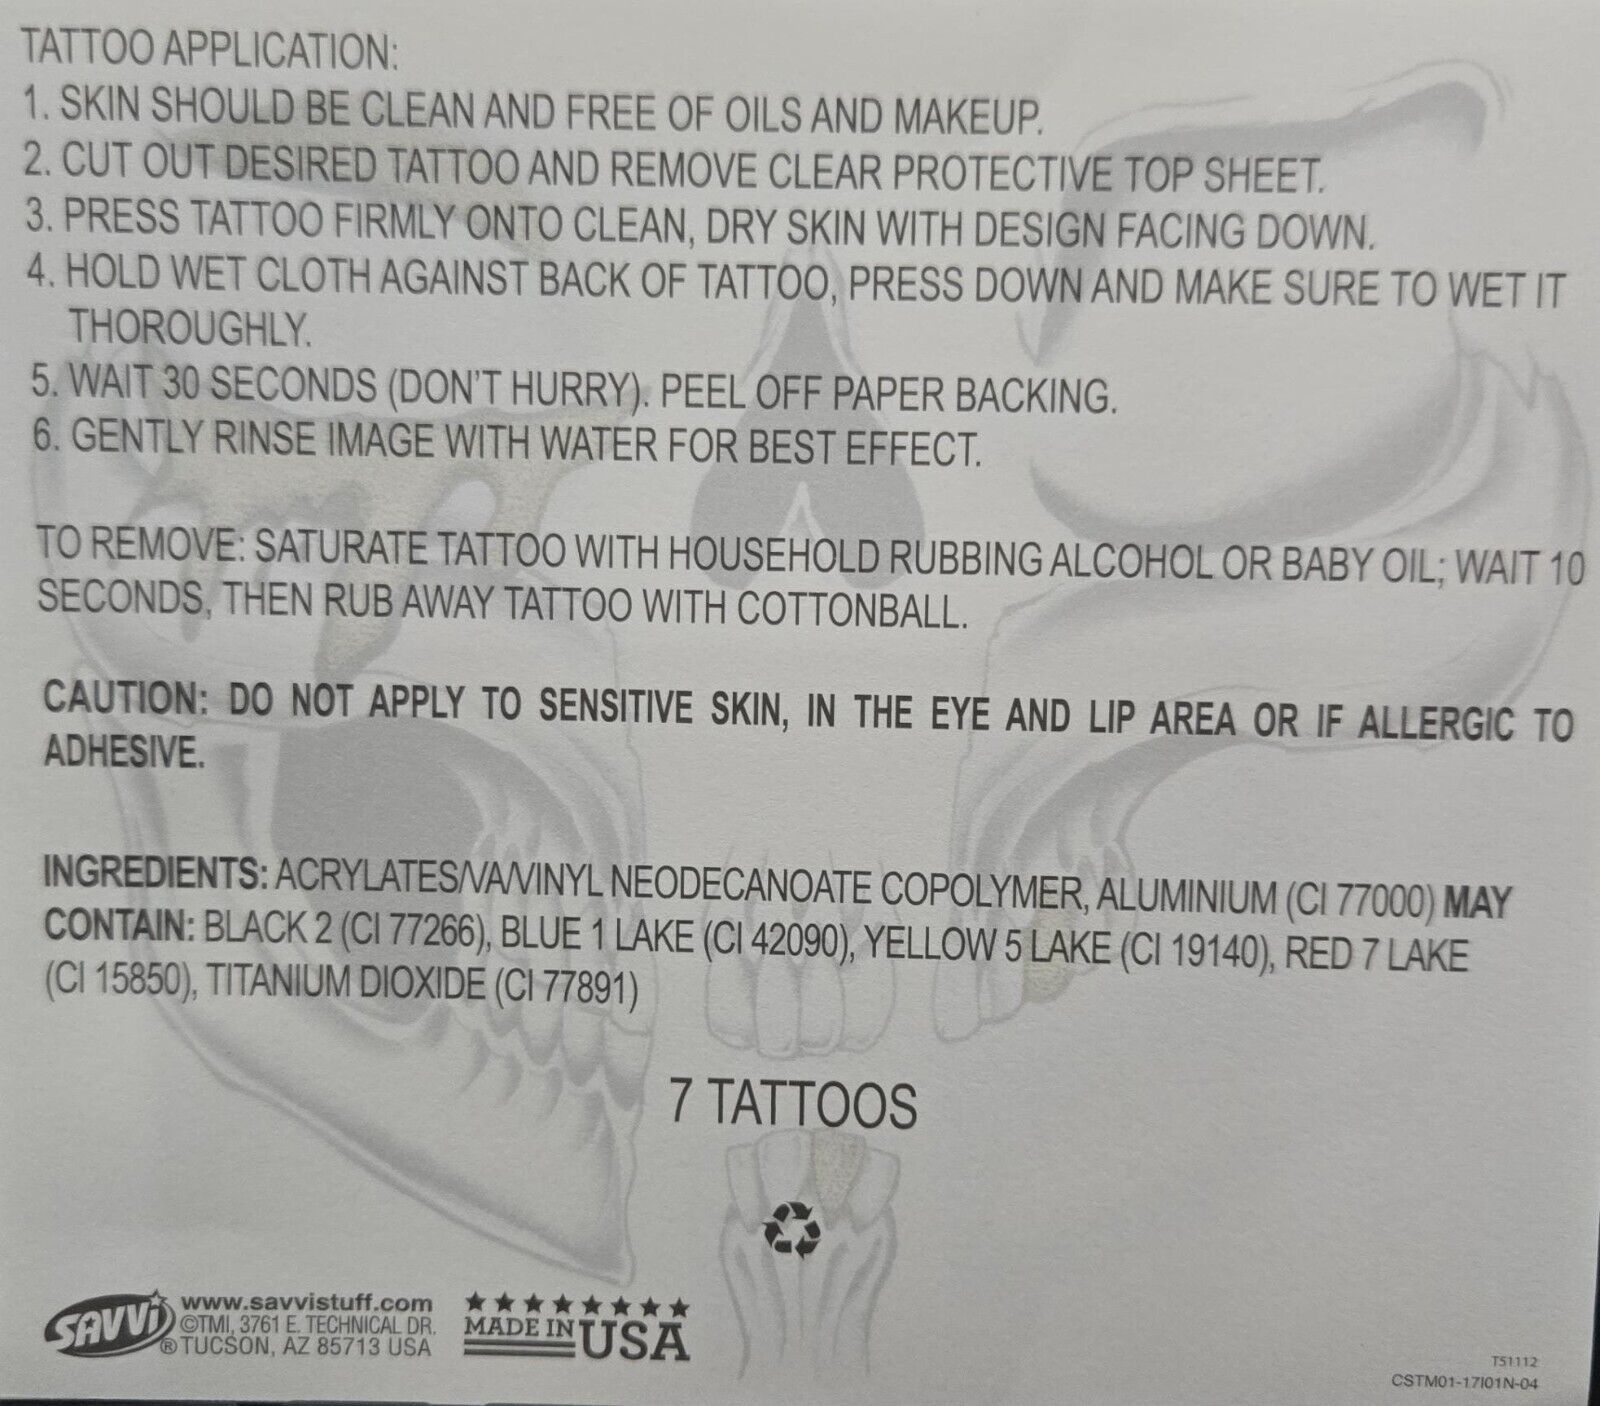 TATTOO APPLICATION:
1. SKIN SHOULD BE CLEAN AND FREE OF OILS AND MAKEUP.
2. CUT OUT DESIRED TATTOO AND REMOVE CLEAR PROTECTIVE TOP SHEET.
3. PRESS TATTOO FIRMLY ONTO CLEAN, DRY SKIN WITH DESIGN FACING DOWN.
4. HOLD WET CLOTH AGAINST BACK OF TATTOO, PRESS DOWN AND MAKE SURE TO WET IT
THOROUGHLY.
5. WAIT 30 SECONDS (DON'T HURRY). PEEL OFF PAPER BACKING.
6. GENTLY RINSE IMAGE WITH WATER FOR BEST EFFECT.
TO REMOVE: SATURATE TATTOO WITH HOUSEHOLD RUBBING ALCOHOL OR BABY OIL; WAIT 10
SECONDS, THEN RUB AWAY TATTOO WITH COTTONBALL.
CAUTION: DO NOT APPLY TO SENSITIVE SKIN, IN THE EYE AND LIP AREA OR IF ALLERGIC TO
ADHESIVE.
INGREDIENTS: ACRYLATES/VA/VINYL NEODECANOATE COPOLYMER, ALUMINIUM (CI 77000) MAY
CONTAIN: BLACK 2 (CI 77266), BLUE 1 LAKE (CI 42090), YELLOW 5 LAKE (CI 19140), RED 7 LAKE
(CI 15850), TITANIUM DIOXIDE (CI 77891)
7 TATTOOS
SAVVi
www.savvistuff.com
©TMI, 3761 E. TECHNICAL DR.
® TUCSON, AZ 85713 USA
MADE IN USA
T51112
CSTM01-17I01N-04